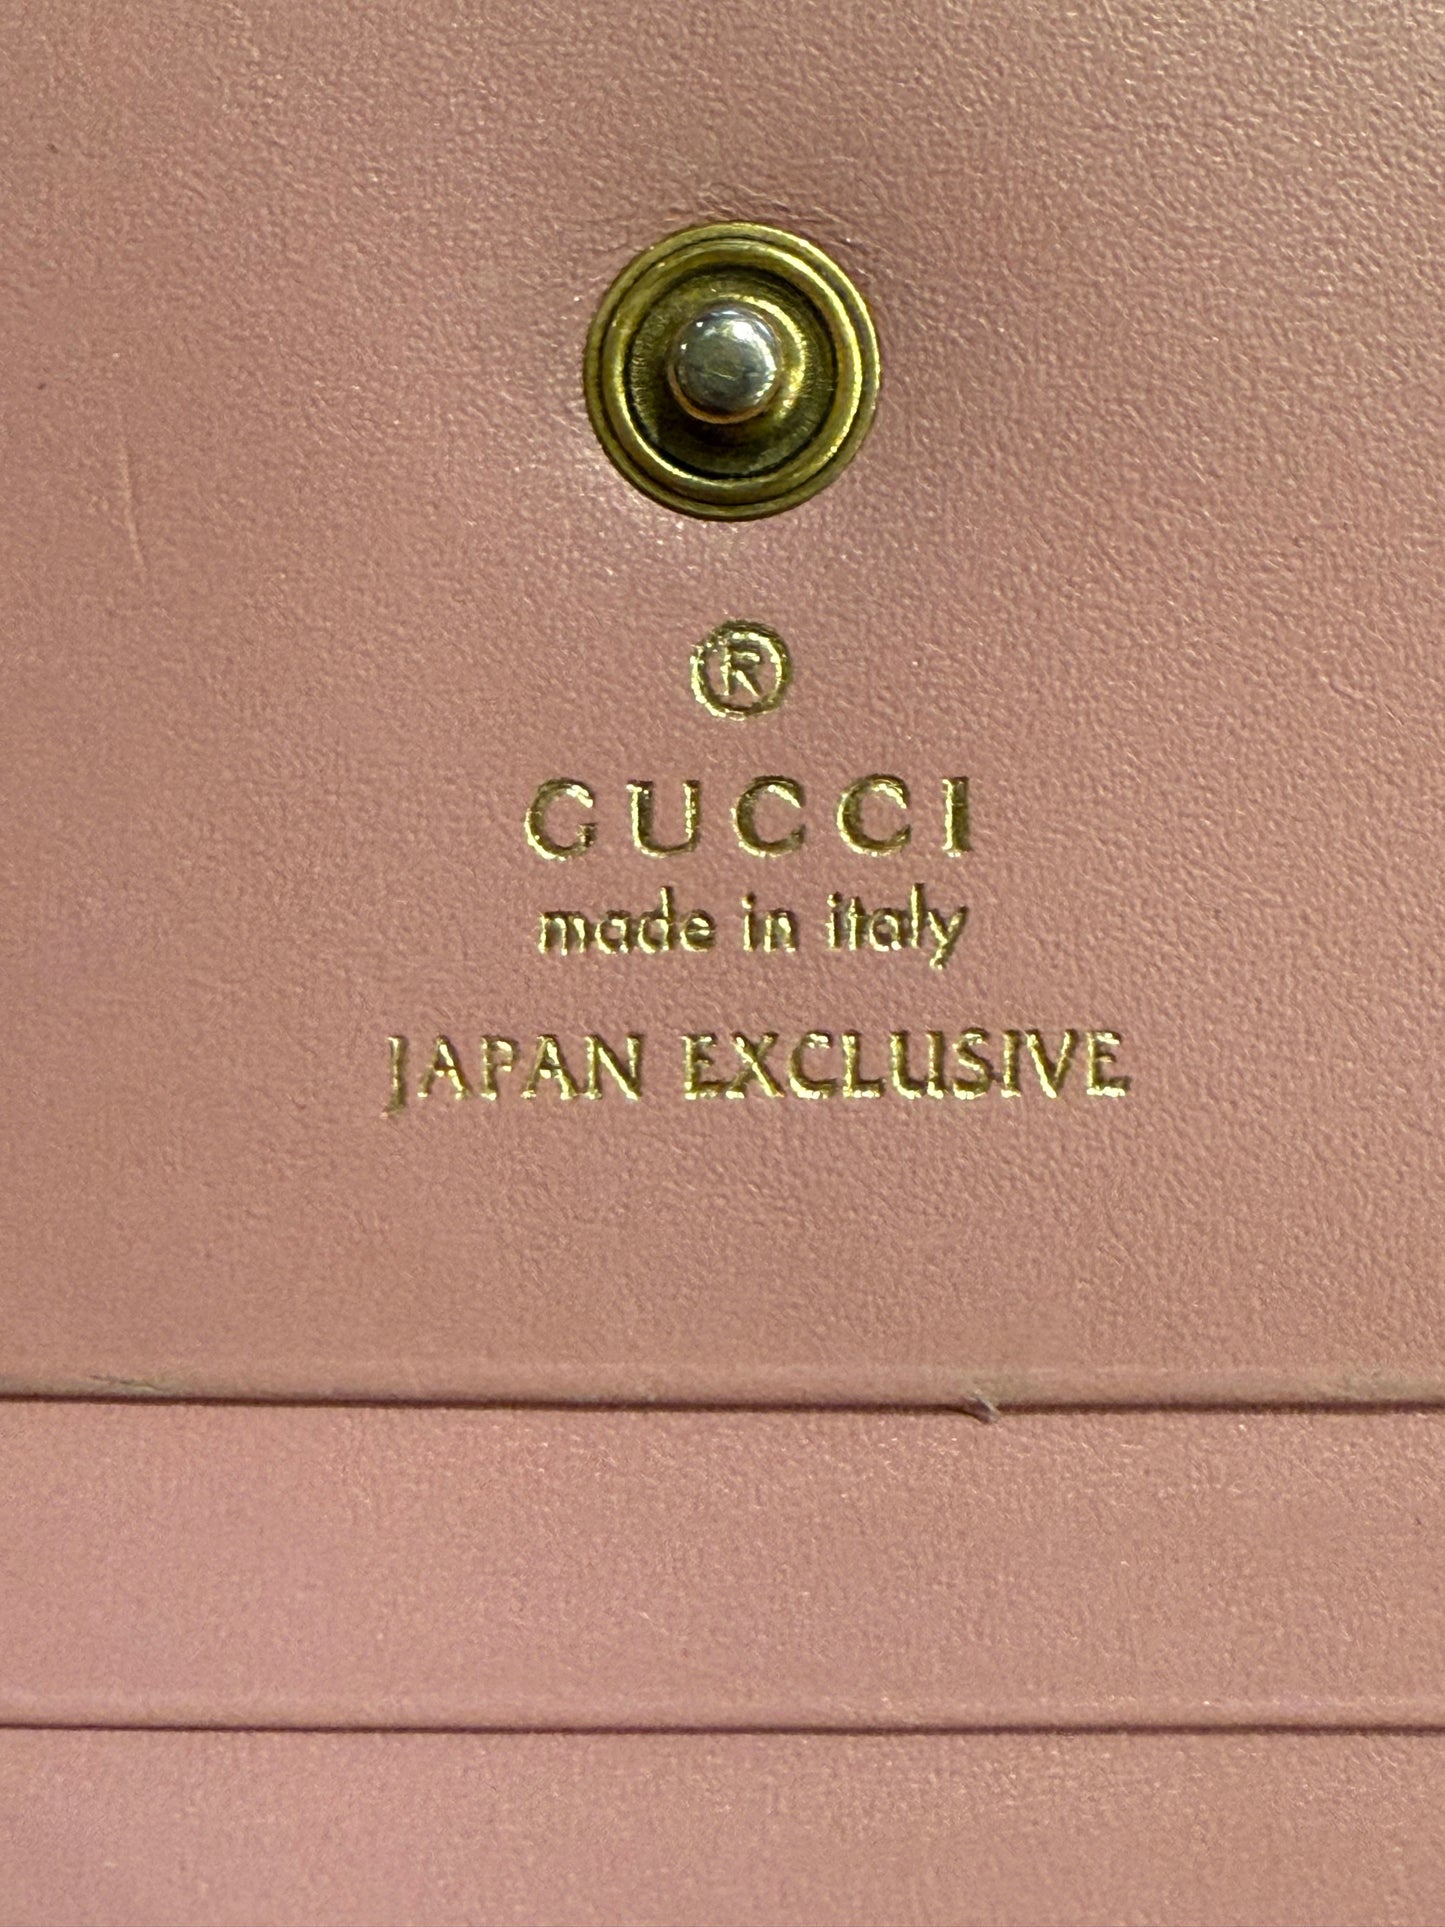 ®
GUCCI
made in italy
JAPAN EXCLUSIVE